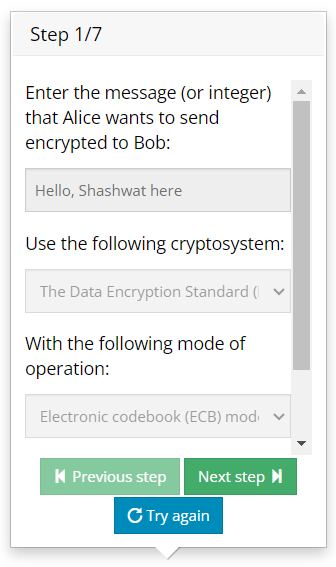 Step 1/7
Enter the message (or integer)
that Alice wants to send
encrypted to Bob:
Hello, Shashwat here
Use the following cryptosystem:
The Data Encryption Standard (
With the following mode of
operation:
Electronic codebook (ECB) mod
Previous step
Next step
Try again